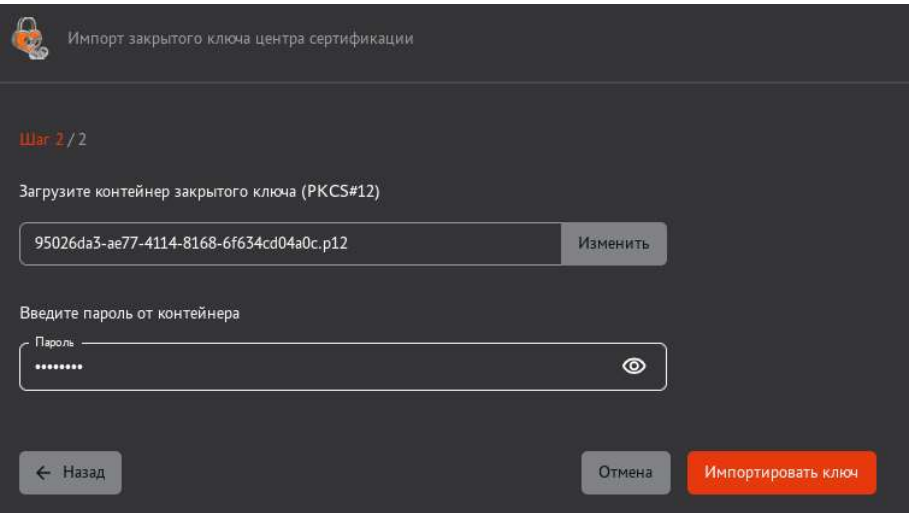 Импорт закрытого ключа центра сертификации
Шаг 2 / 2
Загрузите контейнер закрытого ключа (PKCS#12)
95026da3-ae77-4114-8168-6f634cd04a0c.p12
Изменить
Введите пароль от контейнера
Пароль
••••••••
Назад
Отмена
Импортировать ключ